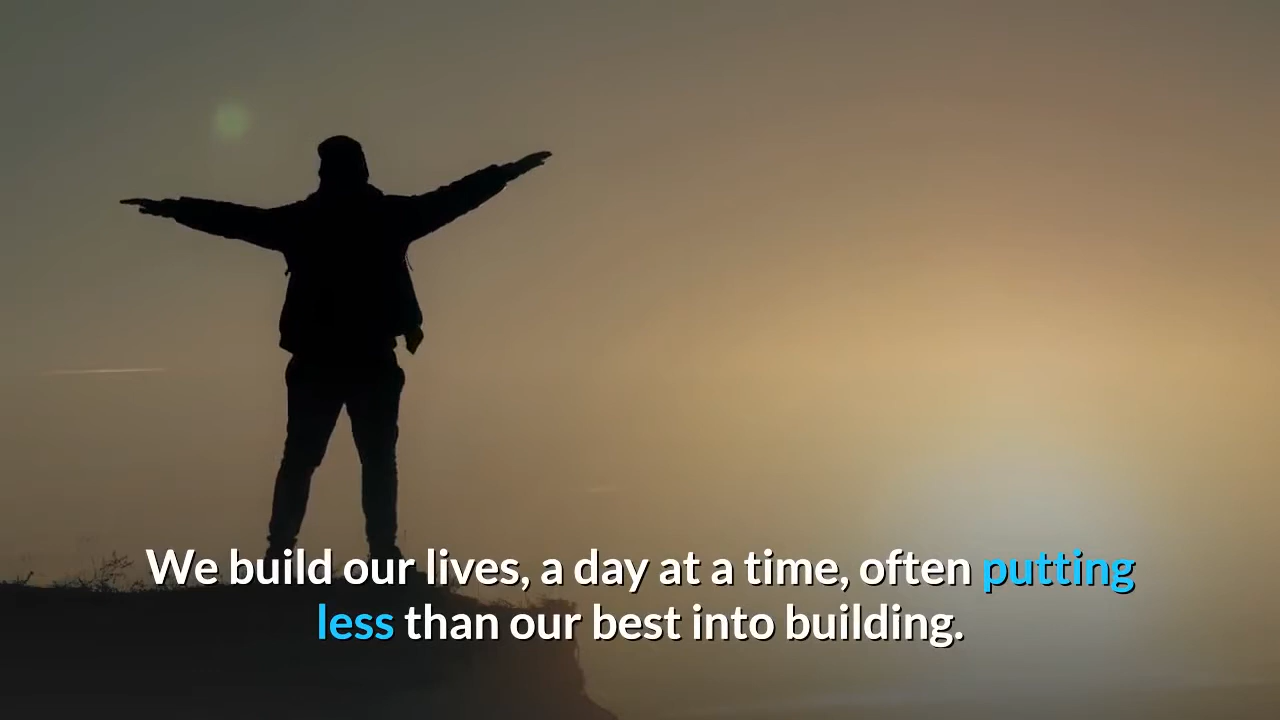 We build our lives, a day at a time, often putting
less than our best into building.